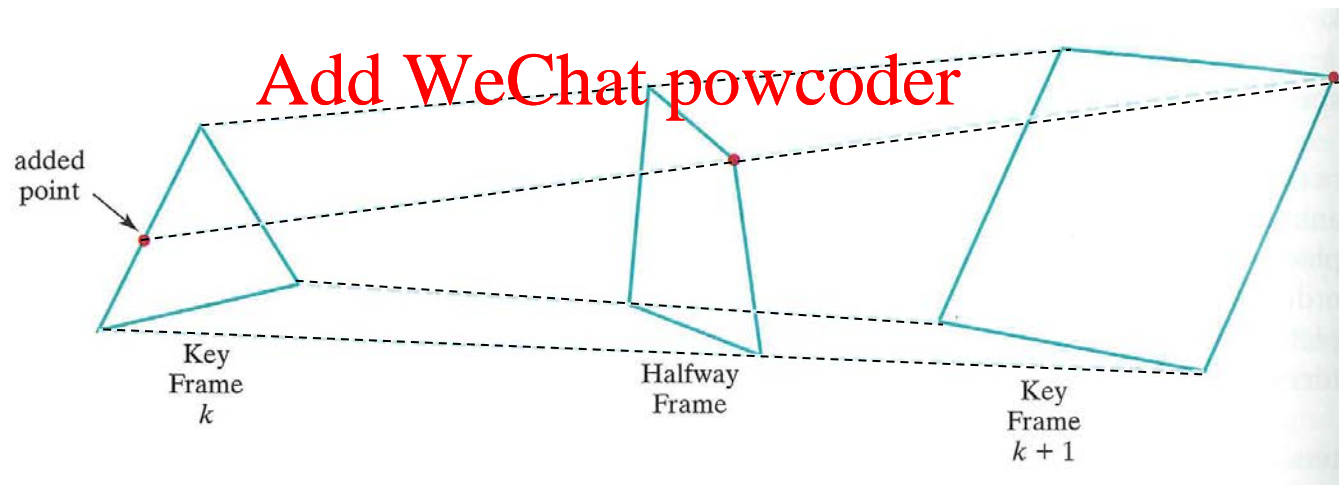 Add WeChat powcoder
added
point
Key
Frame
k
Halfway
Frame
Key
Frame
k + 1